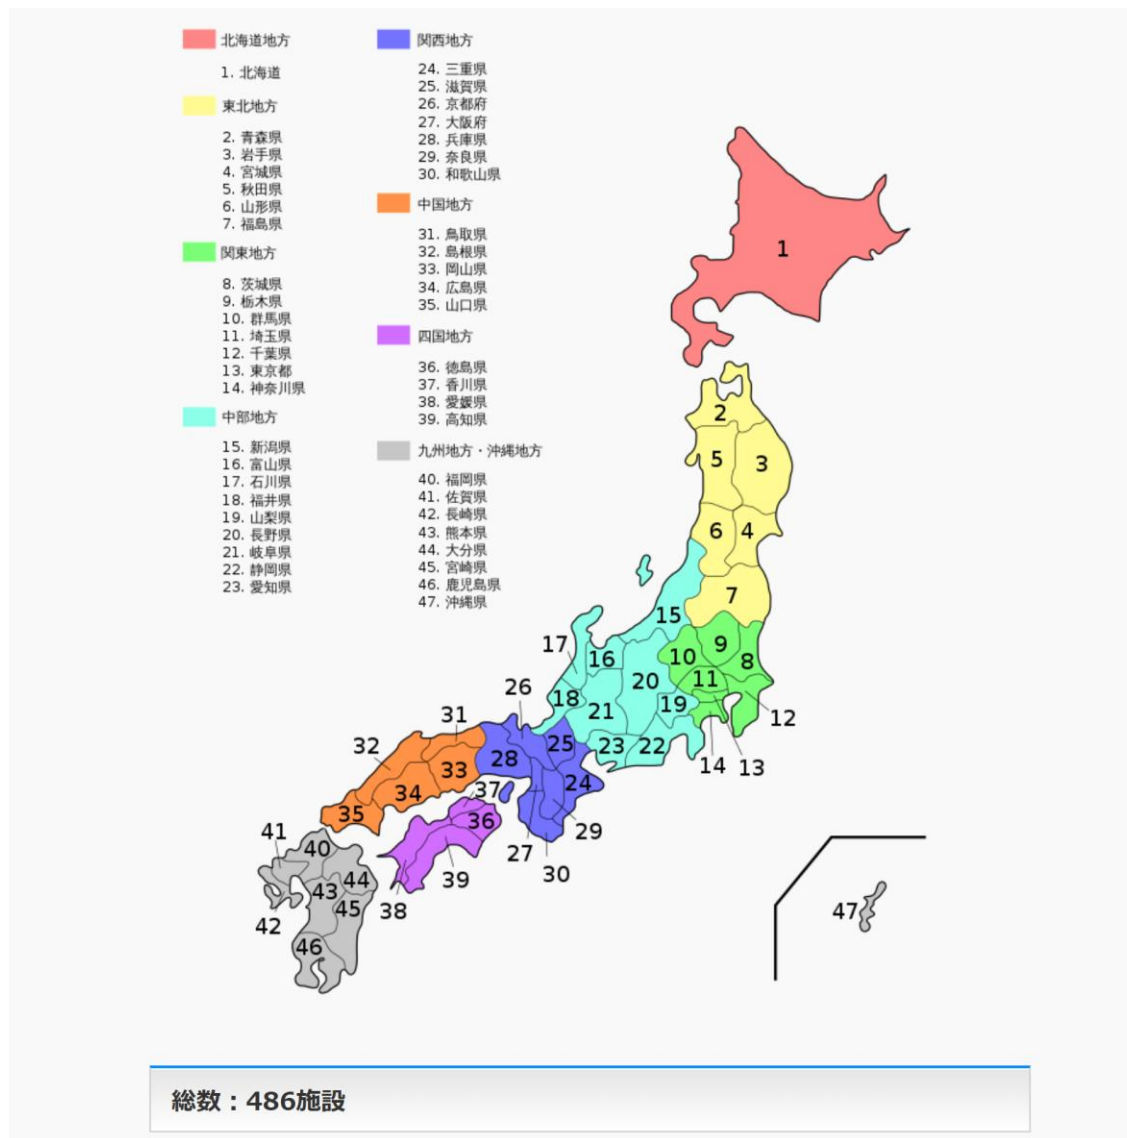 北海道地方
1. 北海道
東北地方
2. 青森県
3. 岩手県
4. 宮城県
5. 秋田県
6. 山形県
7. 福島県
関東地方
8. 茨城県
9. 栃木県
10. 群馬県
11. 埼玉県
12. 千葉県
13. 東京都
14. 神奈川県
中部地方
15. 新潟県
16. 富山県
17. 石川県
18. 福井県
19. 山梨県
20. 長野県
21. 岐阜県
22. 静岡県
23. 愛知県
関西地方
24. 三重県
25. 滋賀県
26. 京都府
27. 大阪府
28. 兵庫県
29. 奈良県
30. 和歌山県
中国地方
31. 鳥取県
32. 島根県
33. 岡山県
34. 広島県
35. 山口県
四国地方
36. 徳島県
37. 香川県
38. 愛媛県
39. 高知県
九州地方・沖縄地方
40. 福岡県
41. 佐賀県
42. 長崎県
43. 熊本県
44. 大分県
45. 宮崎県
46. 鹿児島県
47. 沖縄県
1
2
5
3
6
4
7
15
9
17
16
10
8
11
20
26
18
19
21
12
31
32
25
23
22
28
14
13
33
24
37
34
35
36
41
29
40
27
30
39
44
43
45
38
42
47
46
総数：486施設